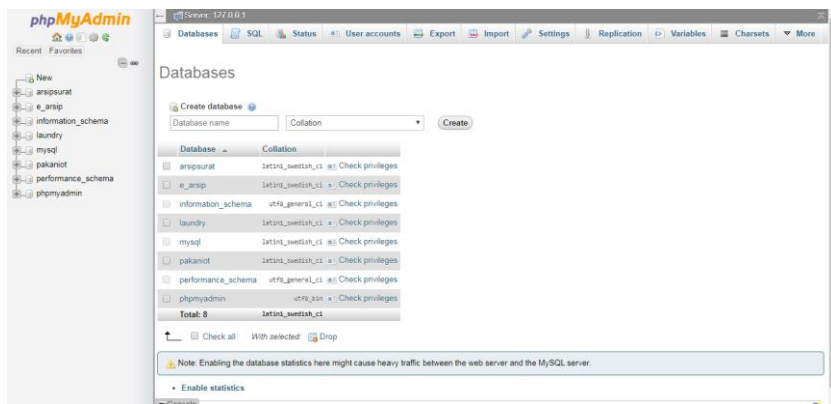 phpMyAdmin
Recent Favorites
New
arsipsurat
e_arsip
information_schema
laundry
mysql
pakaniot
performance_schema
phpmyadmin
Server: 127.0.0.1
Databases SQL Status User accounts Export Import Settings Replication Variables Charsets More
Databases
Create database
Database name Collation Create
Database Collation
arsipsurat latin1_swedish_ci Check privileges
e_arsip latin1_swedish_ci Check privileges
information_schema utf8_general_ci Check privileges
laundry latin1_swedish_ci Check privileges
mysql latin1_swedish_ci Check privileges
pakaniot latin1_swedish_ci Check privileges
performance_schema utf8_general_ci Check privileges
phpmyadmin utf8_bin Check privileges
Total: 8 latin1_swedish_ci
Check all With selected: Drop
Note: Enabling the database statistics here might cause heavy traffic between the web server and the MySQL server.
Enable statistics
Console